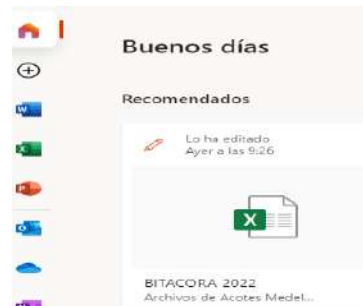 Buenos días
Recomendados
Lo ha editado
Ayer a las 9:26
BITACORA 2022
Archivos de Acotes Medel...